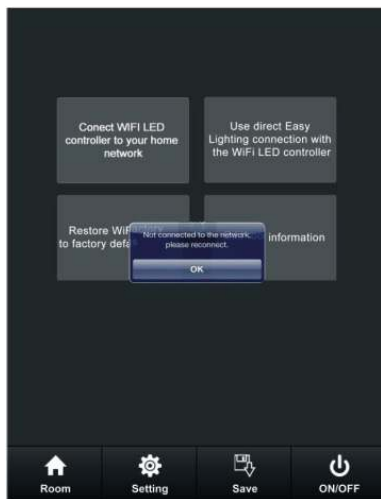 Conect WIFI LED
controller to your home
network
Use direct Easy
Lighting connection with
the WiFi LED controller
Restore WiF
to factory defa
information
Not connected to the network,
please reconnect.
OK
Room
Setting
Save
ON/OFF